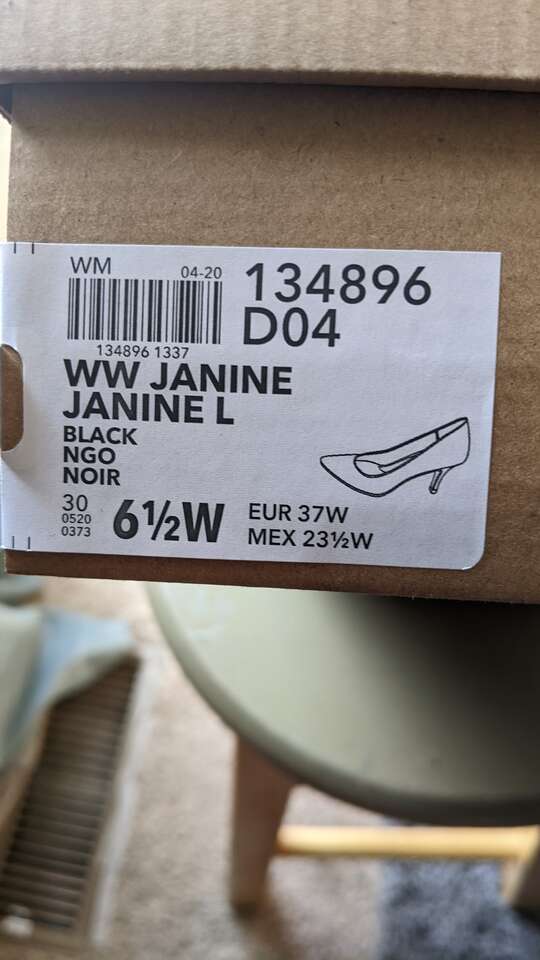 WM 04-20
134896 1337
134896
D04
WW JANINE
JANINE L
BLACK
NGO
NOIR
30
0520
0373
6½W
EUR 37W
MEX 23½W